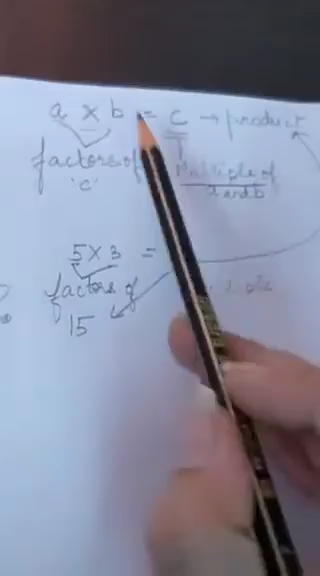 a × b = c → product
factors of Multiple of
'c' a and b
5 × 3 =
factors of
15